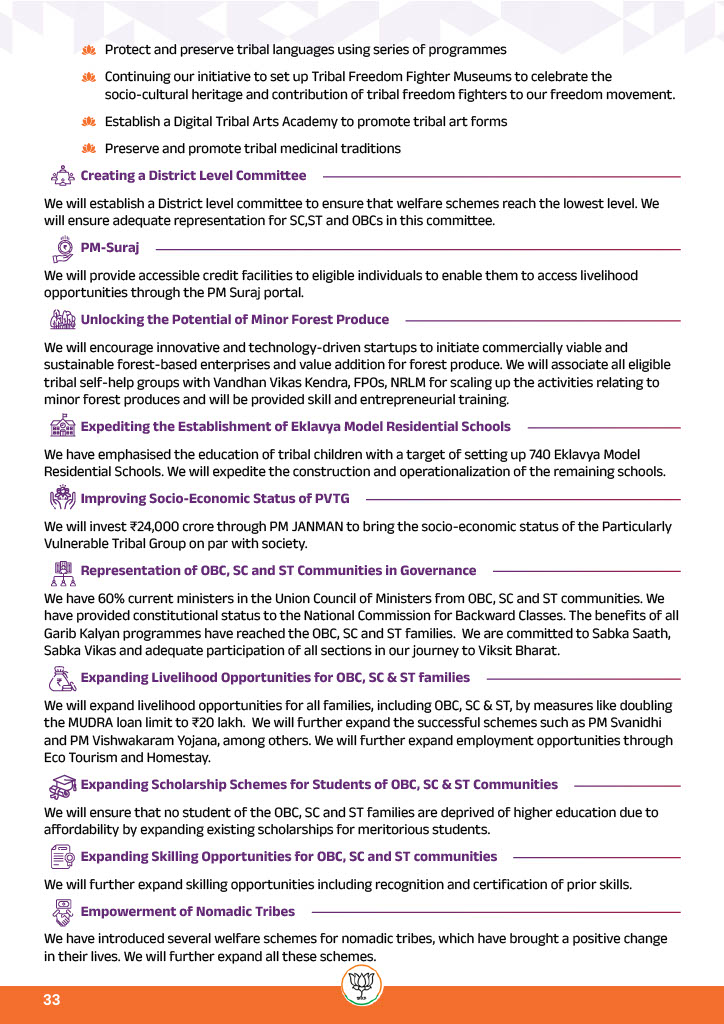 Protect and preserve tribal languages using series of programmes
Continuing our initiative to set up Tribal Freedom Fighter Museums to celebrate the
socio-cultural heritage and contribution of tribal freedom fighters to our freedom movement.
Establish a Digital Tribal Arts Academy to promote tribal art forms
Preserve and promote tribal medicinal traditions
Creating a District Level Committee
We will establish a District level committee to ensure that welfare schemes reach the lowest level. We
will ensure adequate representation for SC,ST and OBCs in this committee.
PM-Suraj
We will provide accessible credit facilities to eligible individuals to enable them to access livelihood
opportunities through the PM Suraj portal.
Unlocking the Potential of Minor Forest Produce
We will encourage innovative and technology-driven startups to initiate commercially viable and
sustainable forest-based enterprises and value addition for forest produce. We will associate all eligible
tribal self-help groups with Vandhan Vikas Kendra, FPOs, NRLM for scaling up the activities relating to
minor forest produces and will be provided skill and entrepreneurial training.
Expediting the Establishment of Eklavya Model Residential Schools
We have emphasised the education of tribal children with a target of setting up 740 Eklavya Model
Residential Schools. We will expedite the construction and operationalization of the remaining schools.
Improving Socio-Economic Status of PVTG
We will invest ₹24,000 crore through PM JANMAN to bring the socio-economic status of the Particularly
Vulnerable Tribal Group on par with society.
Representation of OBC, SC and ST Communities in Governance
We have 60% current ministers in the Union Council of Ministers from OBC, SC and ST communities. We
have provided constitutional status to the National Commission for Backward Classes. The benefits of all
Garib Kalyan programmes have reached the OBC, SC and ST families.  We are committed to Sabka Saath,
Sabka Vikas and adequate participation of all sections in our journey to Viksit Bharat.
Expanding Livelihood Opportunities for OBC, SC & ST families
We will expand livelihood opportunities for all families, including OBC, SC & ST, by measures like doubling
the MUDRA loan limit to ₹20 lakh.  We will further expand the successful schemes such as PM Svanidhi
and PM Vishwakaram Yojana, among others. We will further expand employment opportunities through
Eco Tourism and Homestay.
Expanding Scholarship Schemes for Students of OBC, SC & ST Communities
We will ensure that no student of the OBC, SC and ST families are deprived of higher education due to
affordability by expanding existing scholarships for meritorious students.
Expanding Skilling Opportunities for OBC, SC and ST communities
We will further expand skilling opportunities including recognition and certification of prior skills.
Empowerment of Nomadic Tribes
We have introduced several welfare schemes for nomadic tribes, which have brought a positive change
in their lives. We will further expand all these schemes.
33